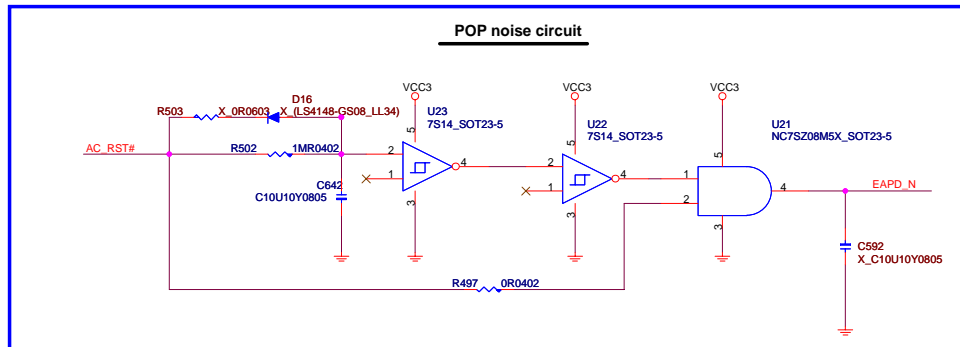 POP noise circuit
VCC3
VCC3
VCC3
D16
R503
X_0R0603
X_(LS4148-GS08_LL34)
U23
7S14_SOT23-5
U22
7S14_SOT23-5
U21
NC7SZ08M5X_SOT23-5
5
5
5
AC_RST#
R502
1MR0402
2
4
1
3
2
4
1
3
1
2
4
3
EAPD_N
C642
C10U10Y0805
C592
X_C10U10Y0805
R497
0R0402